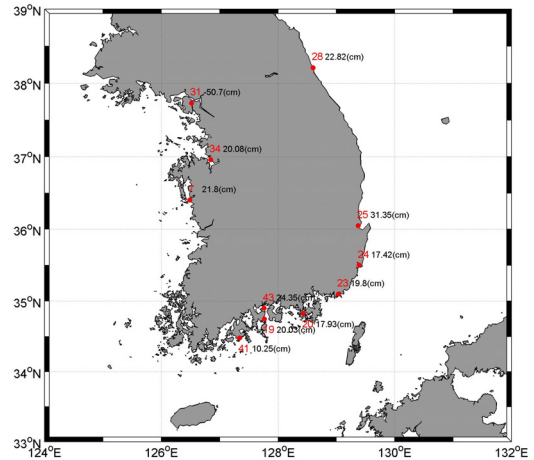 39°N
28 22.82(cm)
38°N
31 -50.7(cm)
34 20.08(cm)
37°N
21.8(cm)
25 31.35(cm)
36°N
24 17.42(cm)
23 19.8(cm)
43 24.35(cm)
35°N
20 17.93(cm)
49 20.03(cm)
41 10.25(cm)
34°N
33°N
124°E 126°E 128°E 130°E 132°E